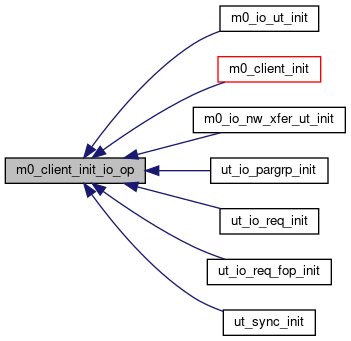 m0_io_ut_init
m0_client_init
m0_io_nw_xfer_ut_init
m0_client_init_io_op
ut_io_pargrp_init
ut_io_req_init
ut_io_req_fop_init
ut_sync_init